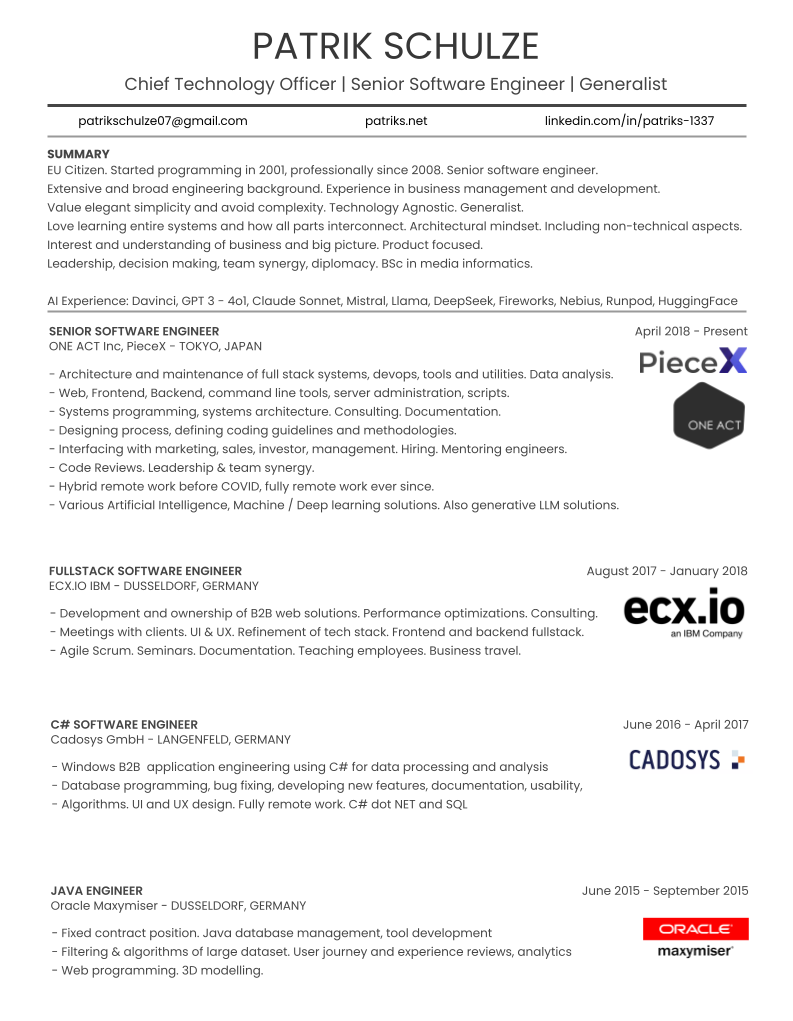 PATRIK SCHULZE
Chief Technology Officer | Senior Software Engineer | Generalist
patrikschulze07@gmail.com patriks.net linkedin.com/in/patriks-1337
SUMMARY
EU Citizen. Started programming in 2001, professionally since 2008. Senior software engineer.
Extensive and broad engineering background. Experience in business management and development.
Value elegant simplicity and avoid complexity. Technology Agnostic. Generalist.
Love learning entire systems and how all parts interconnect. Architectural mindset. Including non-technical aspects.
Interest and understanding of business and big picture. Product focused.
Leadership, decision making, team synergy, diplomacy. BSc in media informatics.
AI Experience: Davinci, GPT 3 - 4o1, Claude Sonnet, Mistral, Llama, DeepSeek, Fireworks, Nebius, Runpod, HuggingFace
SENIOR SOFTWARE ENGINEER April 2018 - Present
ONE ACT Inc, PieceX - TOKYO, JAPAN
PieceX
- Architecture and maintenance of full stack systems, devops, tools and utilities. Data analysis.
- Web, Frontend, Backend, command line tools, server administration, scripts.
- Systems programming, systems architecture. Consulting. Documentation.
ONE ACT
- Designing process, defining coding guidelines and methodologies.
- Interfacing with marketing, sales, investor, management. Hiring. Mentoring engineers.
- Code Reviews. Leadership & team synergy.
- Hybrid remote work before COVID, fully remote work ever since.
- Various Artificial Intelligence, Machine / Deep learning solutions. Also generative LLM solutions.
FULLSTACK SOFTWARE ENGINEER August 2017 - January 2018
ECX.IO IBM - DUSSELDORF, GERMANY
ecx.io
an IBM Company
- Development and ownership of B2B web solutions. Performance optimizations. Consulting.
- Meetings with clients. UI & UX. Refinement of tech stack. Frontend and backend fullstack.
- Agile Scrum. Seminars. Documentation. Teaching employees. Business travel.
C# SOFTWARE ENGINEER June 2016 - April 2017
Cadosys GmbH - LANGENFELD, GERMANY
CADOSYS
- Windows B2B  application engineering using C# for data processing and analysis
- Database programming, bug fixing, developing new features, documentation, usability,
- Algorithms. UI and UX design. Fully remote work. C# dot NET and SQL
JAVA ENGINEER June 2015 - September 2015
Oracle Maxymiser - DUSSELDORF, GERMANY
ORACLE
maxymiser
- Fixed contract position. Java database management, tool development
- Filtering & algorithms of large dataset. User journey and experience reviews, analytics
- Web programming. 3D modelling.